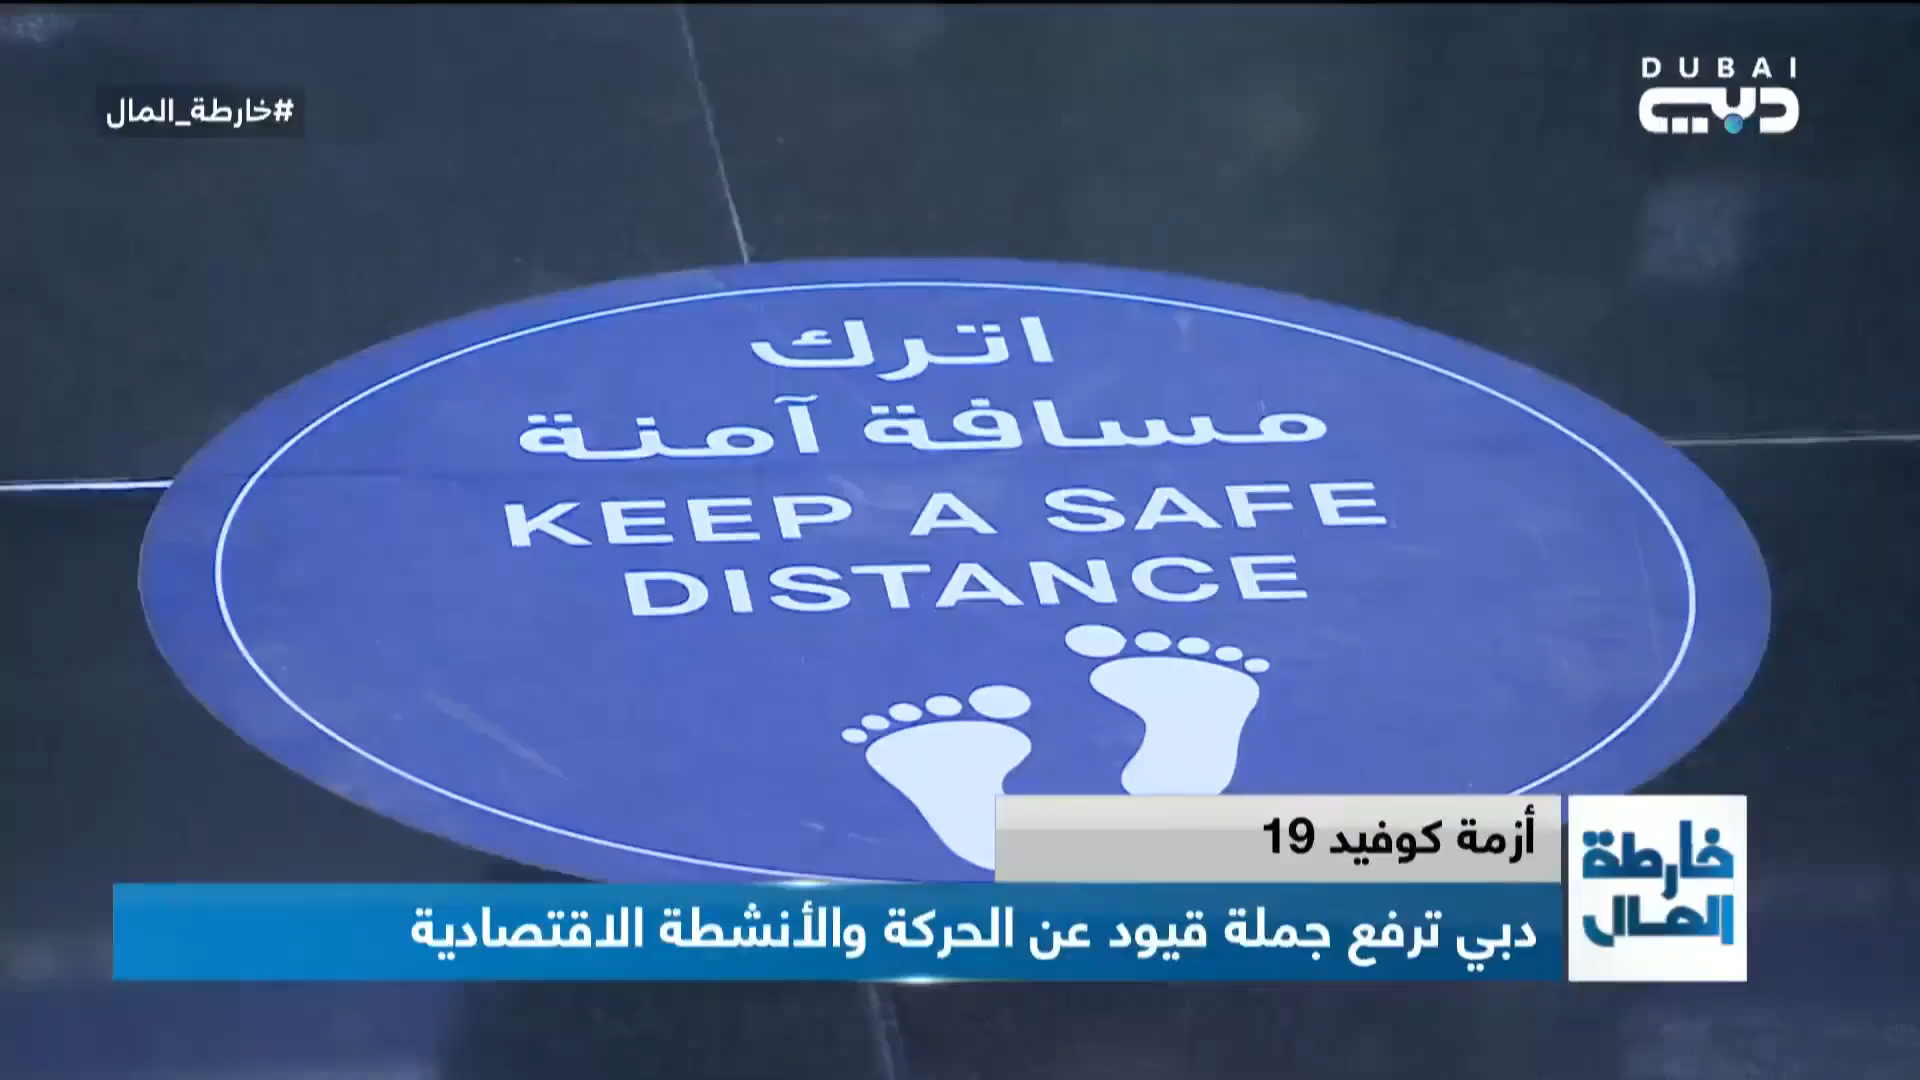 #خارطة_المال
DUBAI
دبي
اترك
مسافة آمنة
KEEP A SAFE
DISTANCE
أزمة كوفيد 19
دبي ترفع جملة قيود عن الحركة والأنشطة الاقتصادية
خارطة
المال